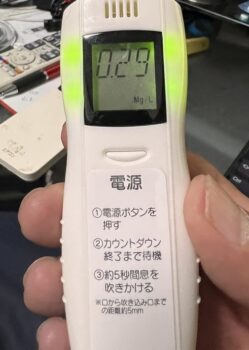 0.29
Mg/L
電源
①電源ボタンを
押す
②カウントダウン
終了まで待機
③約5秒間息を
吹きかける
※口から吹き込み口まで
の距離約5mm